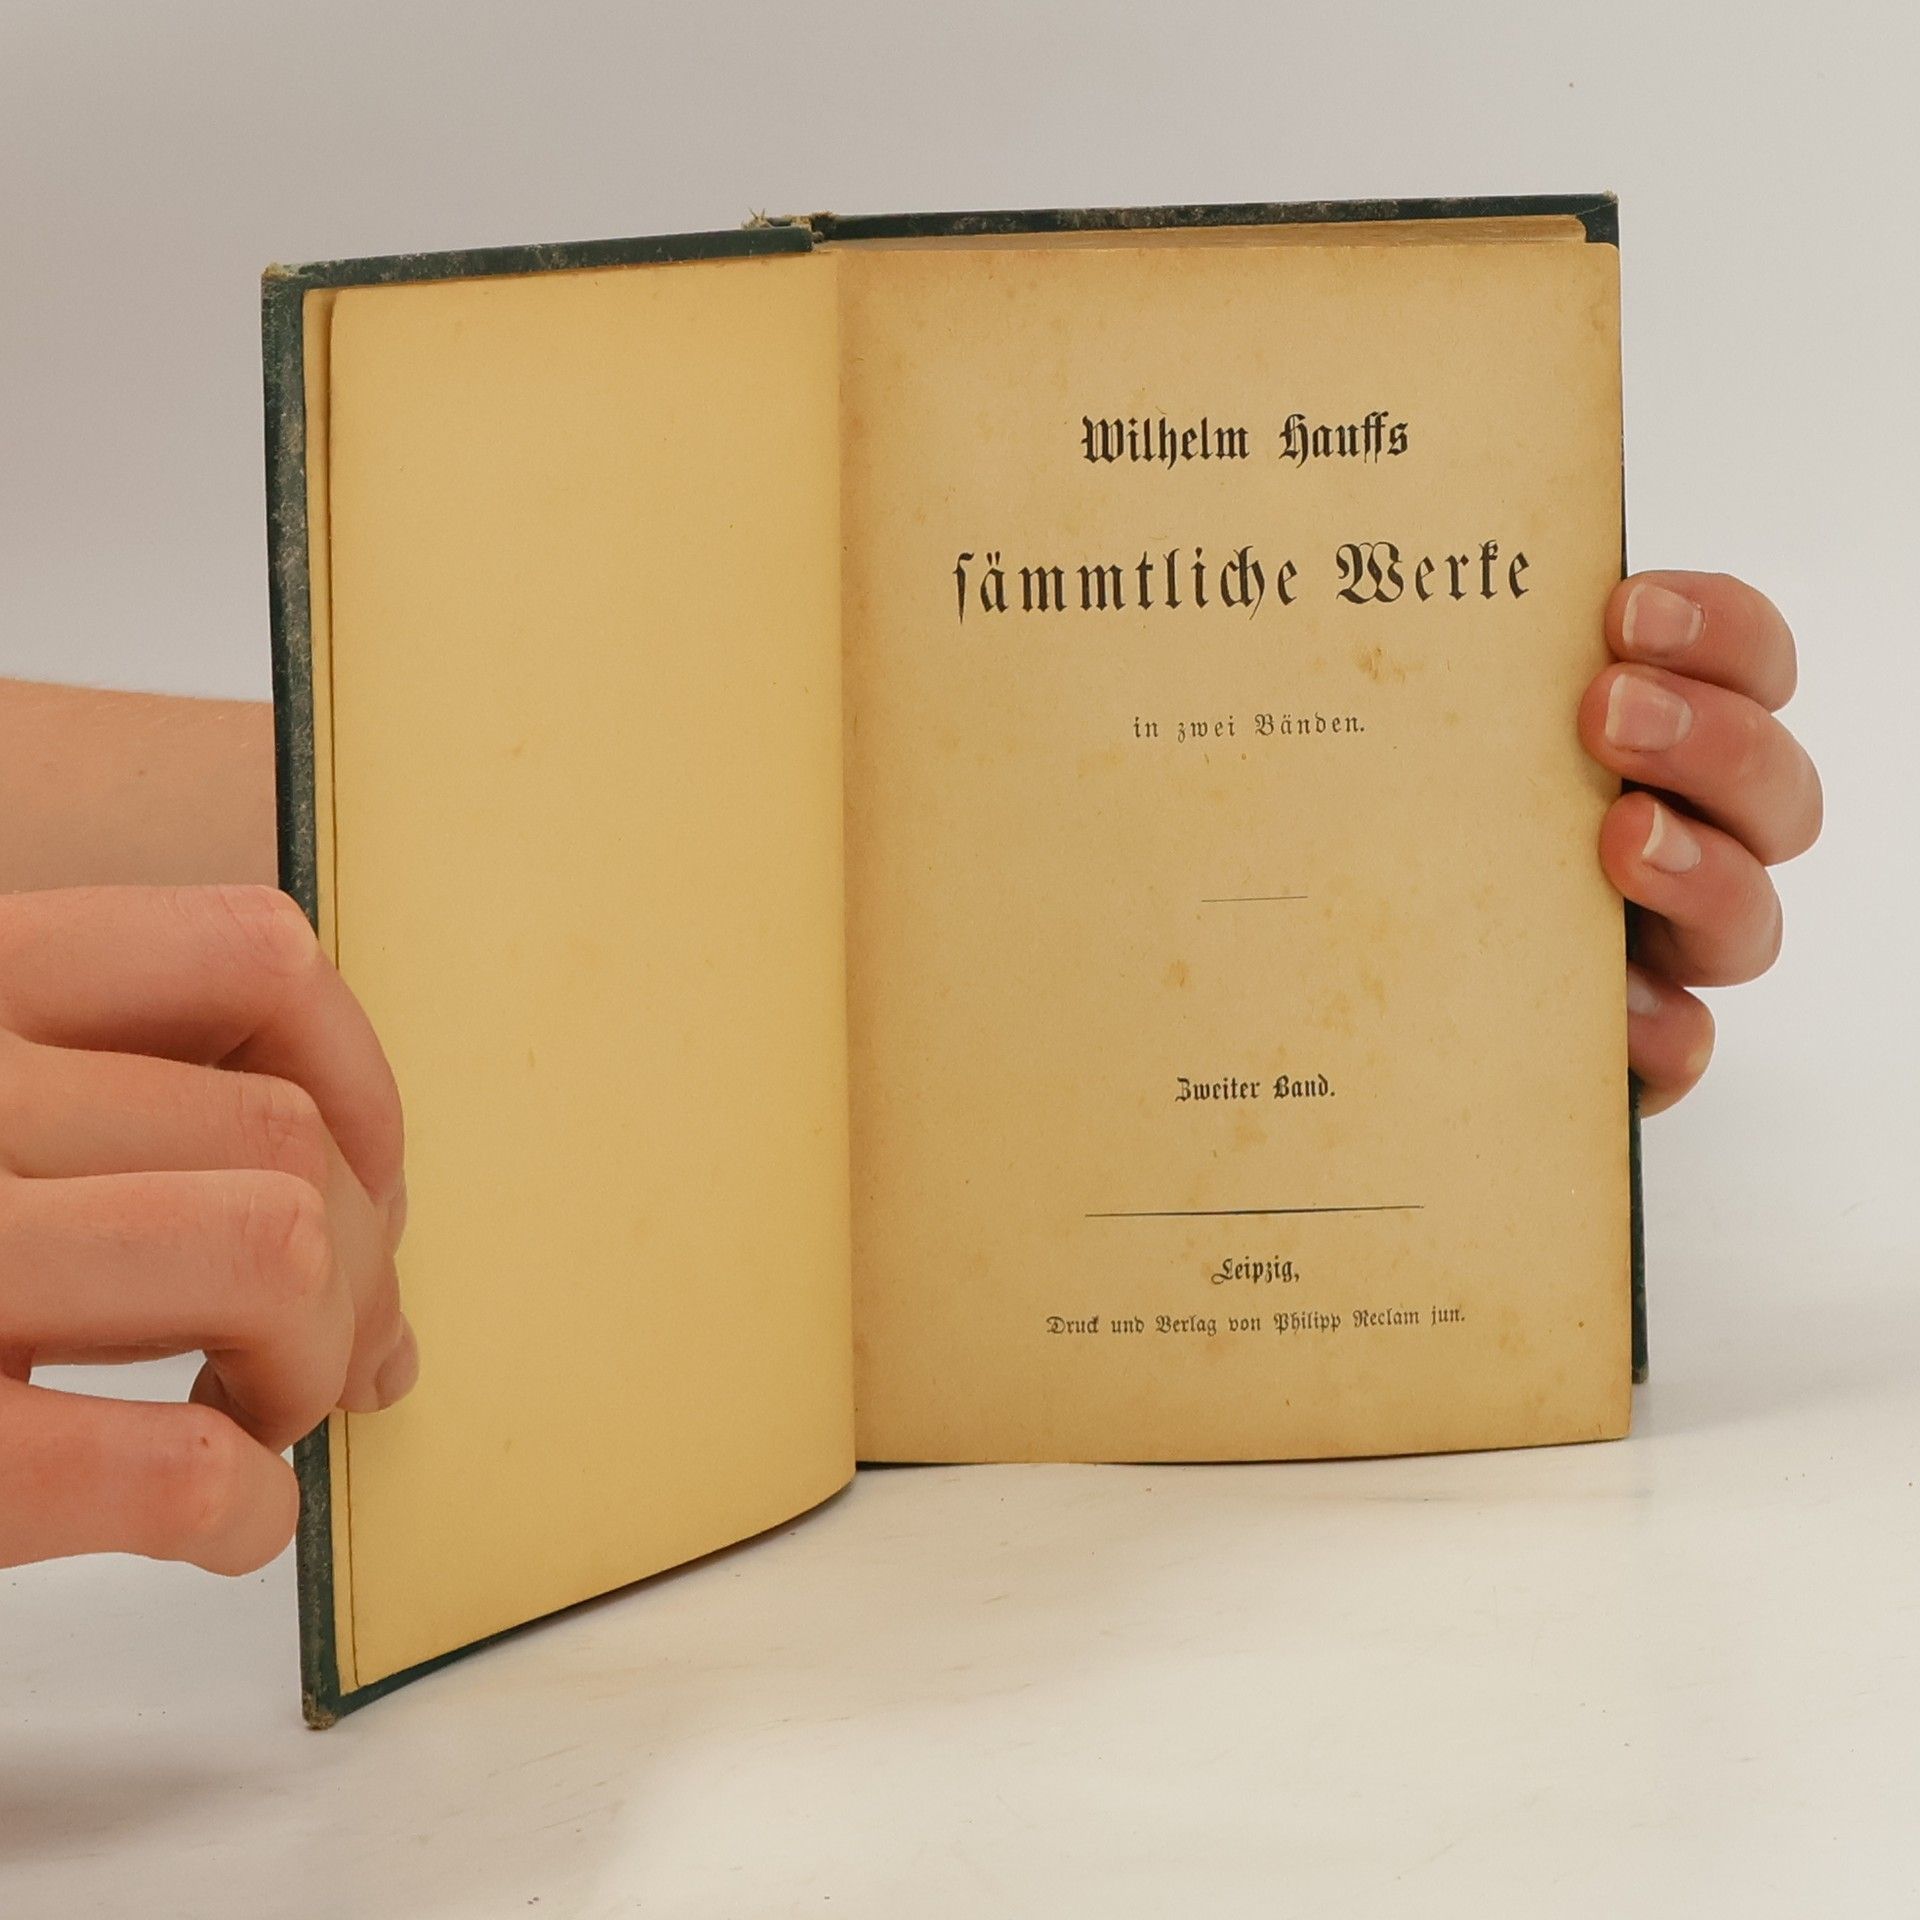 Wilhelm Hauffs
ſämmtliche Werke
in zwei Bänden.
Zweiter Band.
Leipzig,
Druck und Verlag von Philipp Reclam jun.